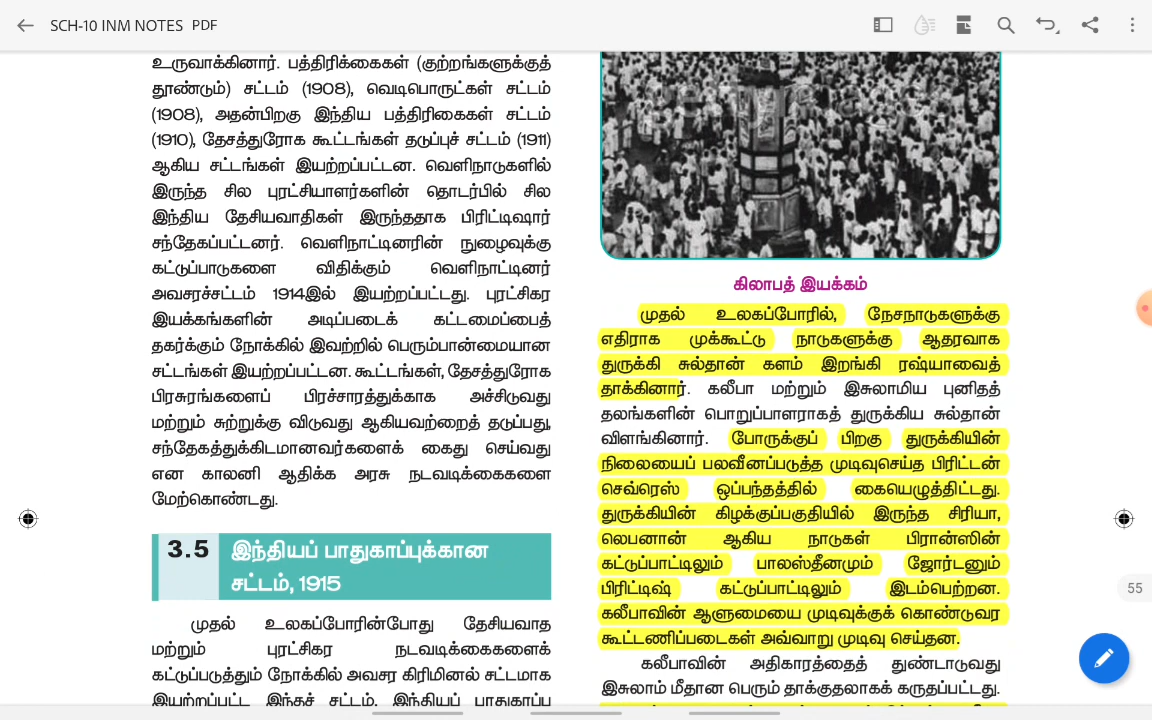 SCH-10 INM NOTES PDF
உருவாக்கினார். பத்திரிக்கைகள் (குற்றங்களுக்குத்
தூண்டும்) சட்டம் (1908), வெடிபொருட்கள் சட்டம்
(1908), அதன்பிறகு இந்திய பத்திரிகைகள் சட்டம்
(1910), தேசத்துரோக கூட்டங்கள் தடுப்புச் சட்டம் (1911)
ஆகிய சட்டங்கள் இயற்றப்பட்டன. வெளிநாடுகளில்
இருந்த சில புரட்சியாளர்களின் தொடர்பில் சில
இந்திய தேசியவாதிகள் இருந்ததாக பிரிட்டிஷார்
சந்தேகப்பட்டனர். வெளிநாட்டினரின் நுழைவுக்கு
கட்டுப்பாடுகளை விதிக்கும் வெளிநாட்டினர்
அவசரச்சட்டம் 1914இல் இயற்றப்பட்டது. புரட்சிகர
இயக்கங்களின் அடிப்படைக் கட்டமைப்பைத்
தகர்க்கும் நோக்கில் இவற்றில் பெரும்பான்மையான
சட்டங்கள் இயற்றப்பட்டன. கூட்டங்கள், தேசத்துரோக
பிரசுரங்களைப் பிரச்சாரத்துக்காக அச்சிடுவது
மற்றும் சுற்றுக்கு விடுவது ஆகியவற்றைத் தடுப்பது,
சந்தேகத்துக்கிடமானவர்களைக் கைது செய்வது
என காலனி ஆதிக்க அரசு நடவடிக்கைகளை
மேற்கொண்டது.
3.5 இந்தியப் பாதுகாப்புக்கான
சட்டம், 1915
முதல் உலகப்போரின்போது தேசியவாத
மற்றும் புரட்சிகர நடவடிக்கைகளைக்
கட்டுப்படுத்தும் நோக்கில் அவசர கிரிமினல் சட்டமாக
இயற்றப்பட்ட இந்தச் சட்டம், இந்தியப் பாதுகாப்பு
கிலாபத் இயக்கம்
முதல் உலகப்போரில், நேசநாடுகளுக்கு
எதிராக முக்கூட்டு நாடுகளுக்கு ஆதரவாக
துருக்கி சுல்தான் களம் இறங்கி ரஷ்யாவைத்
தாக்கினார். கலீபா மற்றும் இசுலாமிய புனிதத்
தலங்களின் பொறுப்பாளராகத் துருக்கிய சுல்தான்
விளங்கினார். போருக்குப் பிறகு துருக்கியின்
நிலையைப் பலவீனப்படுத்த முடிவுசெய்த பிரிட்டன்
செவ்ரெஸ் ஒப்பந்தத்தில் கையெழுத்திட்டது.
துருக்கியின் கிழக்குப்பகுதியில் இருந்த சிரியா,
லெபனான் ஆகிய நாடுகள் பிரான்ஸின்
கட்டுப்பாட்டிலும் பாலஸ்தீனமும் ஜோர்டனும்
பிரிட்டிஷ் கட்டுப்பாட்டிலும் இடம்பெற்றன.
கலீபாவின் ஆளுமையை முடிவுக்குக் கொண்டுவர
கூட்டணிப்படைகள் அவ்வாறு முடிவு செய்தன.
கலீபாவின் அதிகாரத்தைத் துண்டாடுவது
இசுலாம் மீதான பெரும் தாக்குதலாகக் கருதப்பட்டது.
55